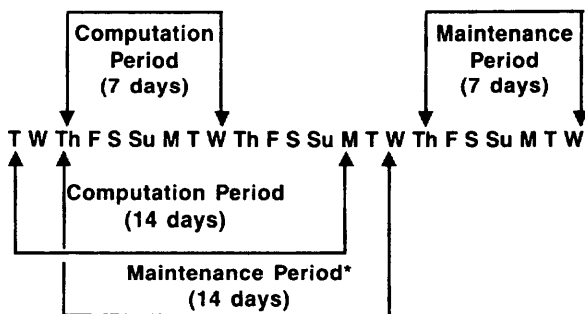 Computation
Period
(7 days)
Maintenance
Period
(7 days)
T W Th F S Su M T W Th F S Su M T W Th F S Su M T W
Computation Period
(14 days)
Maintenance Period*
(14 days)